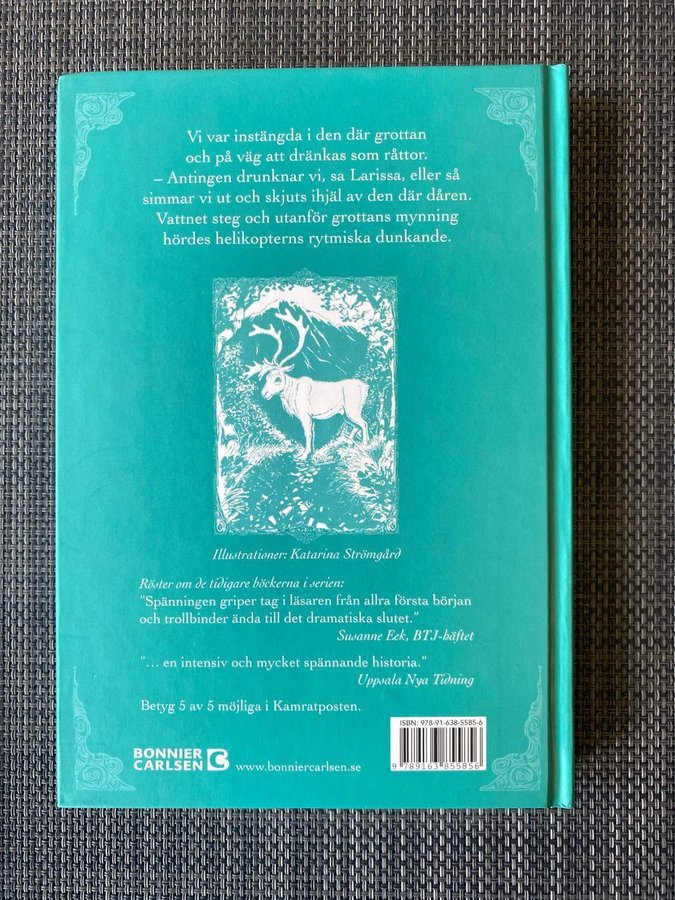 Vi var instängda i den där grottan
och på väg att dränkas som råttor.
– Antingen drunknar vi, sa Larissa, eller så
simmar vi ut och skjuts ihjäl av den där dåren.
Vattnet steg och utanför grottans mynning
hördes helikopterns rytmiska dunkande.
Illustrationer: Katarina Strömgård
Röster om de tidigare böckerna i serien:
"Spänningen griper tag i läsaren från allra första början
och trollbinder ända till det dramatiska slutet."
Susanne Eek, BTJ-häftet
"... en intensiv och mycket spännande historia."
Uppsala Nya Tidning
Betyg 5 av 5 möjliga i Kamratposten.
ISBN: 978-91-638-5585-6
9 789163 855856
BONNIER
CARLSEN
www.bonniercarlsen.se